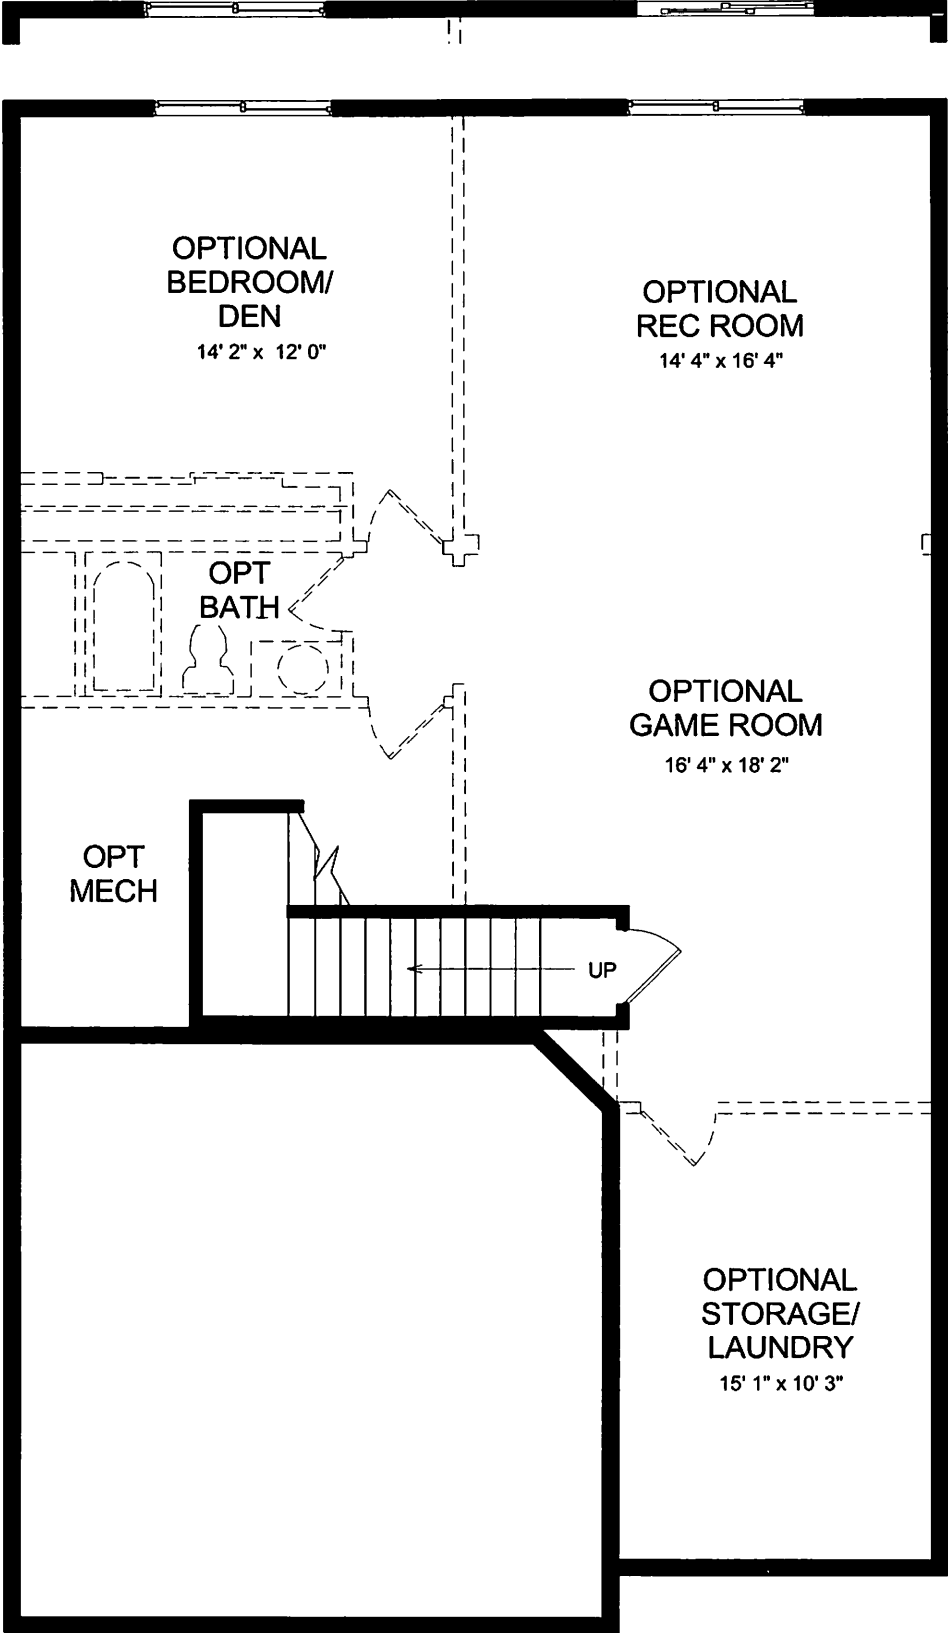 OPTIONAL
BEDROOM/
DEN
14' 2" x 12' 0"
OPTIONAL
REC ROOM
14' 4" x 16' 4"
OPT
BATH
OPTIONAL
GAME ROOM
16' 4" x 18' 2"
OPT
MECH
UP
OPTIONAL
STORAGE/
LAUNDRY
15' 1" x 10' 3"